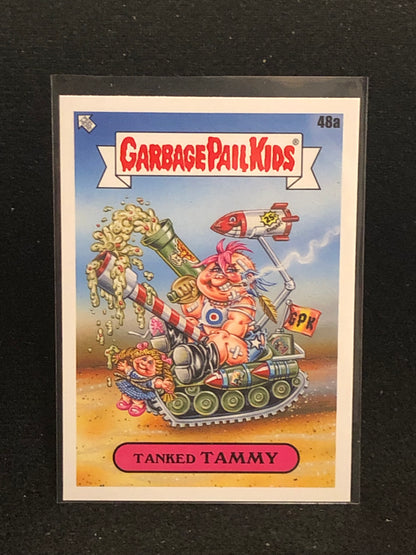 48a
GARBAGE PAIL KIDS®
GPK
TANKED TAMMY